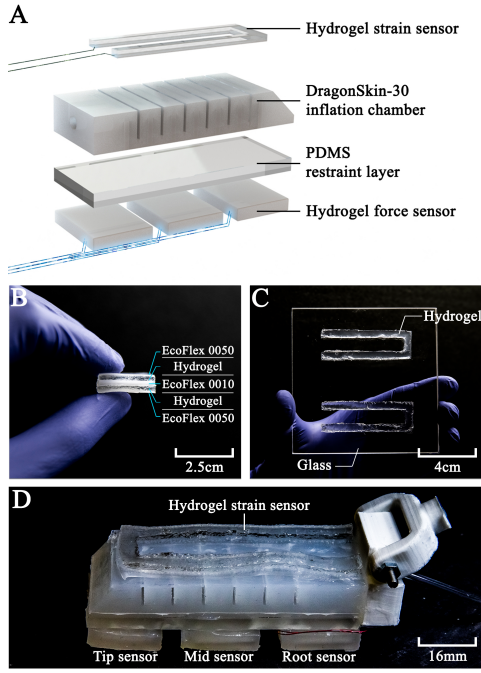 A
Hydrogel strain sensor
DragonSkin-30
inflation chamber
PDMS
restraint layer
Hydrogel force sensor
B
EcoFlex 0050
Hydrogel
EcoFlex 0010
Hydrogel
EcoFlex 0050
2.5cm
C
Hydrogel
Glass
4cm
D
Hydrogel strain sensor
Tip sensor
Mid sensor
Root sensor
16mm